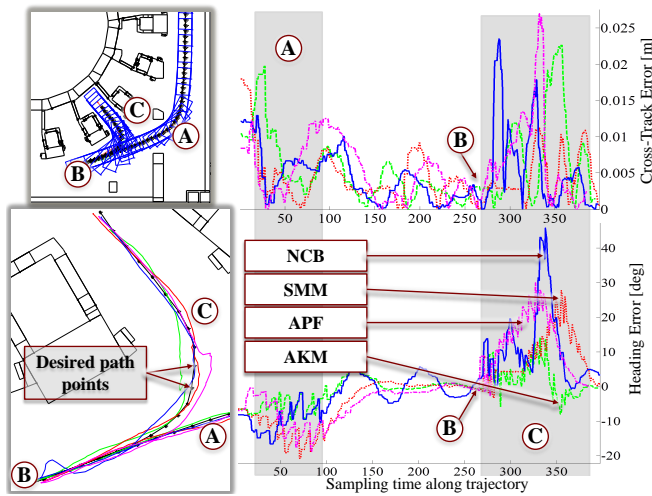 C
A
B
C
Desired path
points
A
B
A
B
0.025
0.02
0.015
0.01
0.005
0
Cross-Track Error [m]
50 100 150 200 250 300 350
NCB
SMM
APF
AKM
B
C
40
30
20
10
0
-10
-20
Heading Error [deg]
50 100 150 200 250 300 350
Sampling time along trajectory